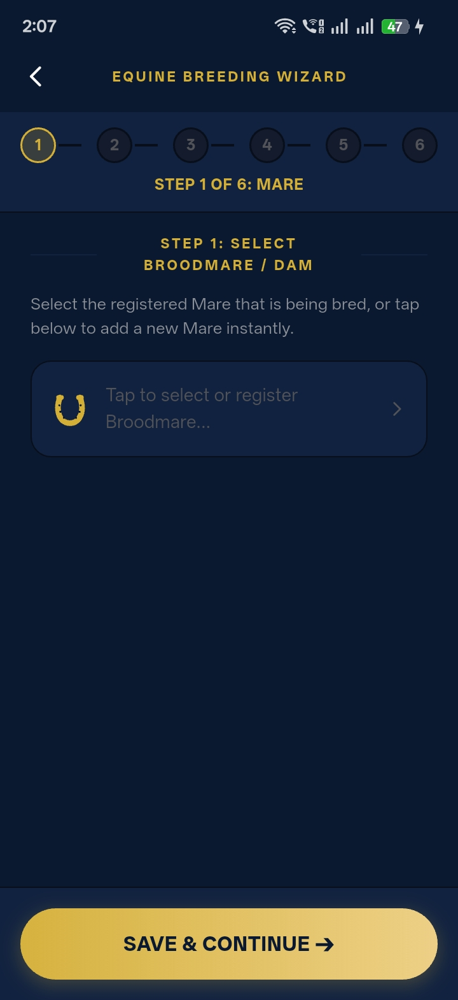 2:07
47
EQUINE BREEDING WIZARD
1 2 3 4 5 6
STEP 1 OF 6: MARE
STEP 1: SELECT
BROODMARE / DAM
Select the registered Mare that is being bred, or tap
below to add a new Mare instantly.
Tap to select or register
Broodmare...
SAVE & CONTINUE →